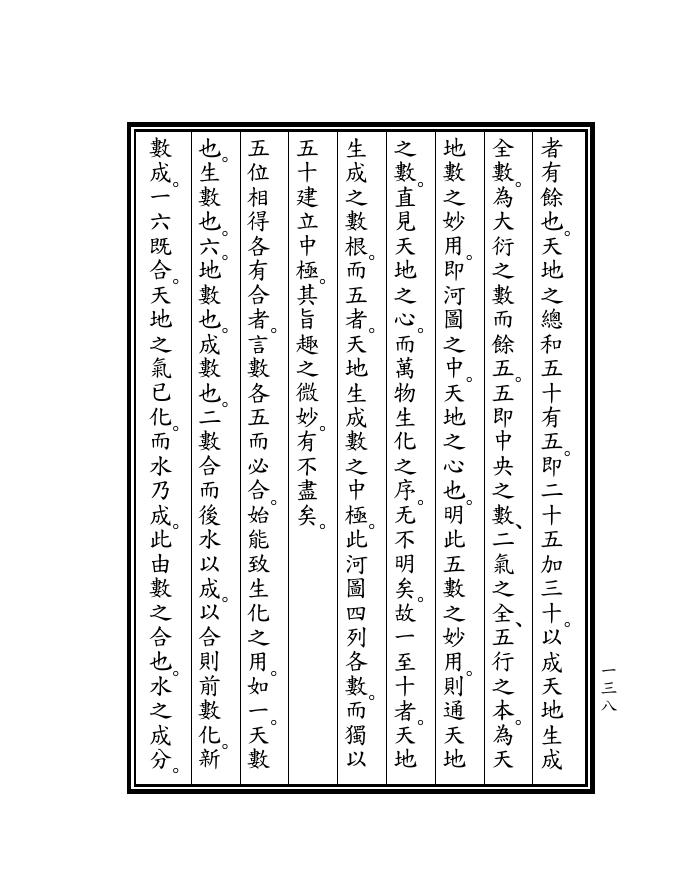 者有餘也。天地之總和五十有五。即二十五加三十。以成天地生成
全數。為大衍之數而餘五。五即中央之數、二氣之全、五行之本。為天
地數之妙用。即河圖之中。天地之心也。明此五數之妙用。則通天地
之數。直見天地之心。而萬物生化之序。无不明矣。故一至十者。天地
生成之數根。而五者。天地生成數之中極。此河圖四列各數。而獨以
五十建立中極。其旨趣之微妙。有不盡矣。
五位相得各有合者。言數各五而必合。始能致生化之用。如一。天數
也。生數也。六。地數也。成數也。二數合而後水以成。以合則前數化。新
數成。一六既合。天地之氣已化。而水乃成。此由數之合也。水之成分。
一三八